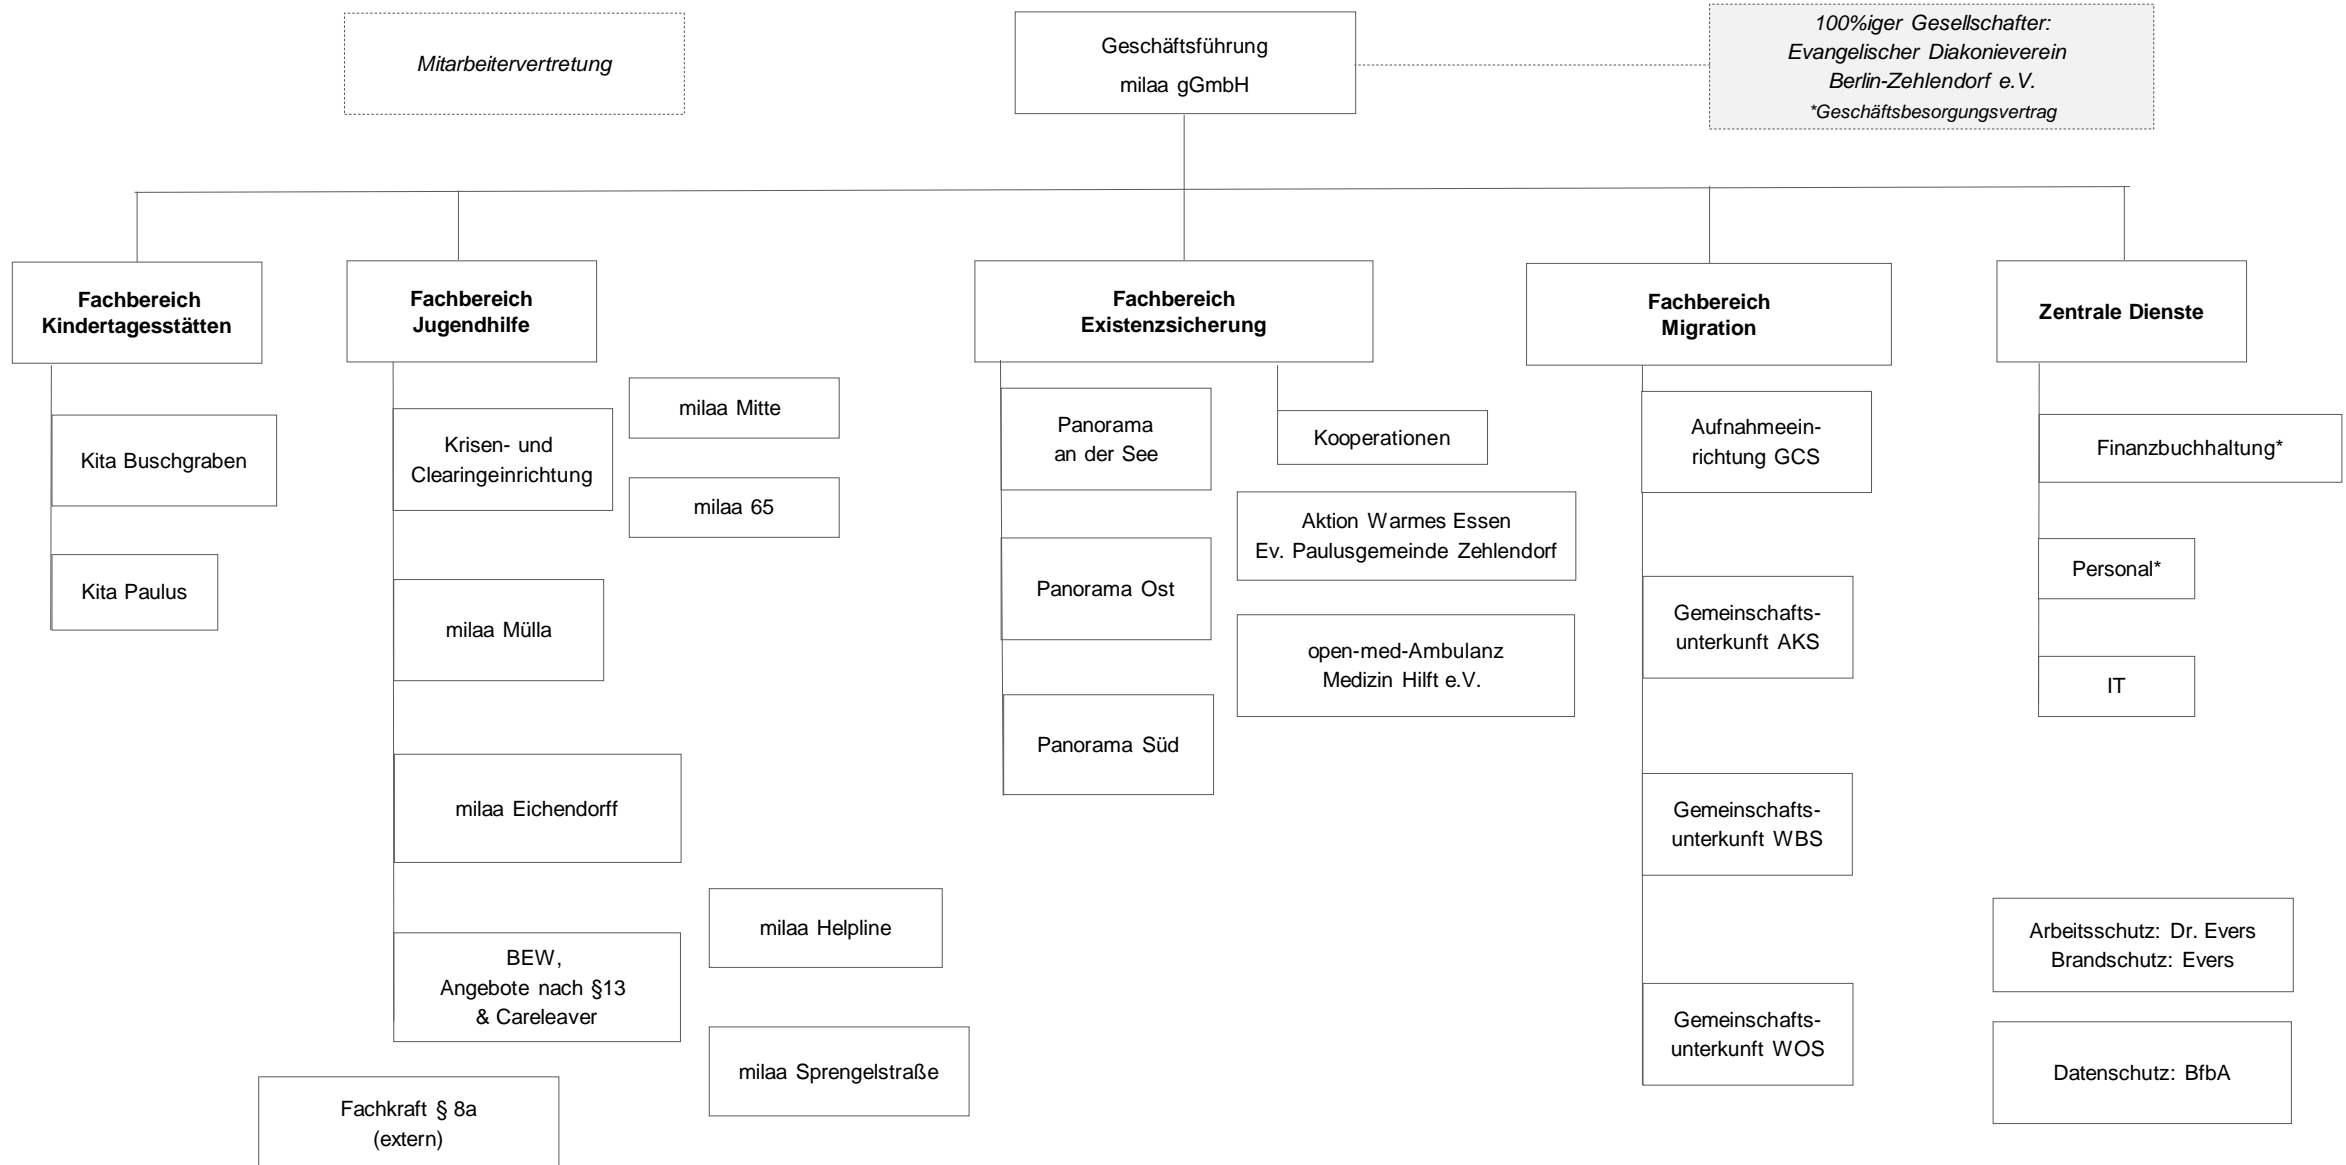 Mitarbeitervertretung
Geschäftsführung
milaa gGmbH
100%iger Gesellschafter:
Evangelischer Diakonieverein
Berlin-Zehlendorf e.V.
*Geschäftsbesorgungsvertrag
Fachbereich
Kindertagesstätten
Kita Buschgraben
Kita Paulus
Fachbereich
Jugendhilfe
Krisen- und
Clearingeinrichtung
milaa Mitte
milaa 65
milaa Mülla
milaa Eichendorff
BEW,
Angebote nach §13
& Careleaver
milaa Helpline
milaa Sprengelstraße
Fachkraft § 8a
(extern)
Fachbereich
Existenzsicherung
Panorama
an der See
Panorama Ost
Panorama Süd
Kooperationen
Aktion Warmes Essen
Ev. Paulusgemeinde Zehlendorf
open-med-Ambulanz
Medizin Hilft e.V.
Fachbereich
Migration
Aufnahmeein-
richtung GCS
Gemeinschafts-
unterkunft AKS
Gemeinschafts-
unterkunft WBS
Gemeinschafts-
unterkunft WOS
Zentrale Dienste
Finanzbuchhaltung*
Personal*
IT
Arbeitsschutz: Dr. Evers
Brandschutz: Evers
Datenschutz: BfbA